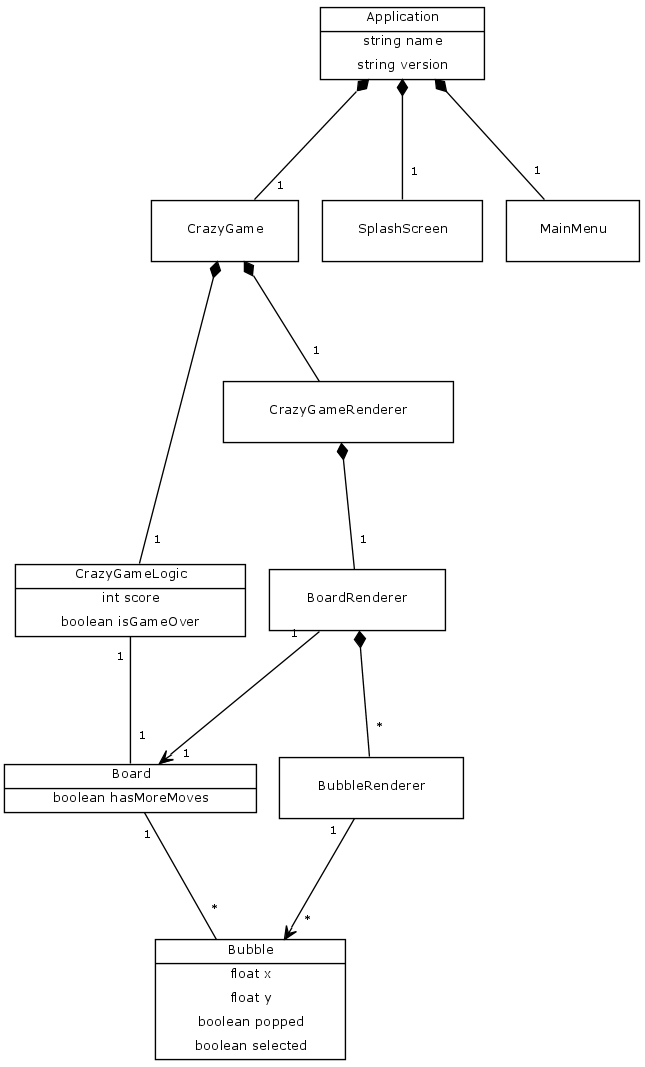 Application
string name
string version
1
1
1
CrazyGame
SplashScreen
MainMenu
1
CrazyGameRenderer
1
1
CrazyGameLogic
int score
boolean isGameOver
BoardRenderer
1
1
*
1
1
Board
boolean hasMoreMoves
BubbleRenderer
1
1
*
*
Bubble
float x
float y
boolean popped
boolean selected